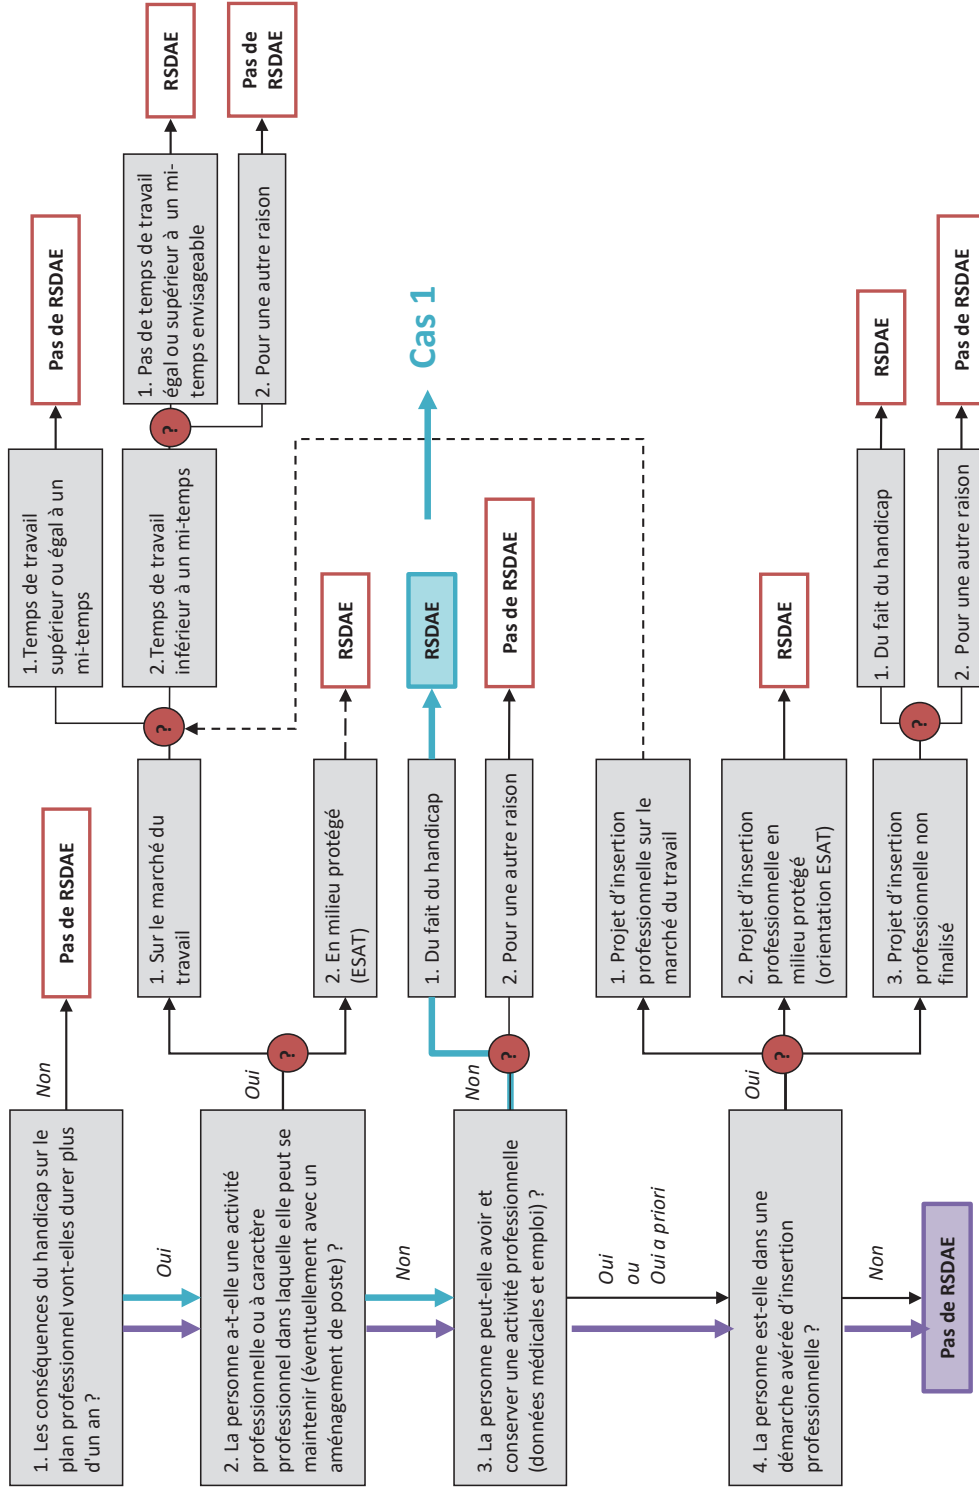 1. Les conséquences du handicap sur le
plan professionnel vont-elles durer plus
d'un an ?
Non
Pas de RSDAE
Oui
2. La personne a-t-elle une activité
professionnelle ou à caractère
professionnel dans laquelle elle peut se
maintenir (éventuellement avec un
aménagement de poste) ?
Oui
?
1. Sur le marché du
travail
?
1.Temps de travail
supérieur ou égal à un
mi-temps
Pas de RSDAE
2.Temps de travail
inférieur à un mi-temps
?
1. Pas de temps de travail
égal ou supérieur à un mi-
temps envisageable
RSDAE
2. Pour une autre raison
Pas de
RSDAE
2. En milieu protégé
(ESAT)
RSDAE
Non
3. La personne peut-elle avoir et
conserver une activité professionnelle
(données médicales et emploi) ?
Non
?
1. Du fait du handicap
RSDAE
Cas 1
2. Pour une autre raison
Pas de RSDAE
Oui
ou
Oui a priori
4. La personne est-elle dans une
démarche avérée d'insertion
professionnelle ?
Oui
?
1. Projet d'insertion
professionnelle sur le
marché du travail
2. Projet d'insertion
professionnelle en
milieu protégé
(orientation ESAT)
RSDAE
3. Projet d'insertion
professionnelle non
finalisé
?
1. Du fait du handicap
RSDAE
2. Pour une autre raison
Pas de RSDAE
Non
Pas de RSDAE